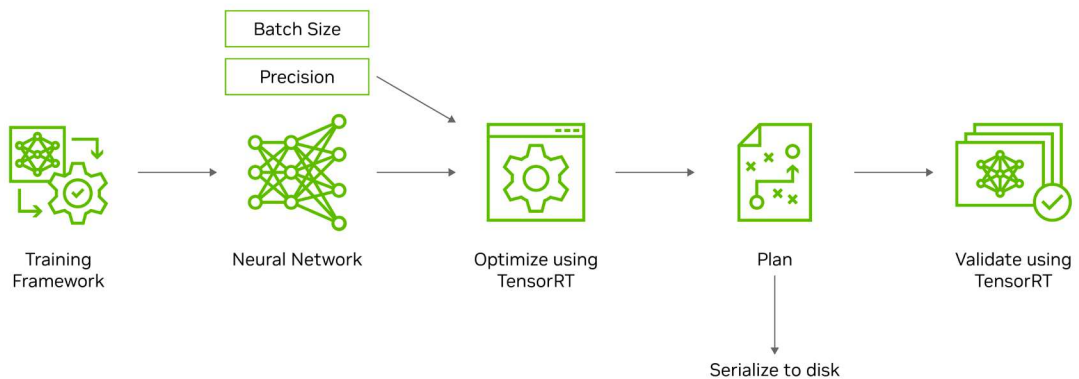 Batch Size
Precision
Training
Framework
Neural Network
Optimize using
TensorRT
Plan
Validate using
TensorRT
Serialize to disk